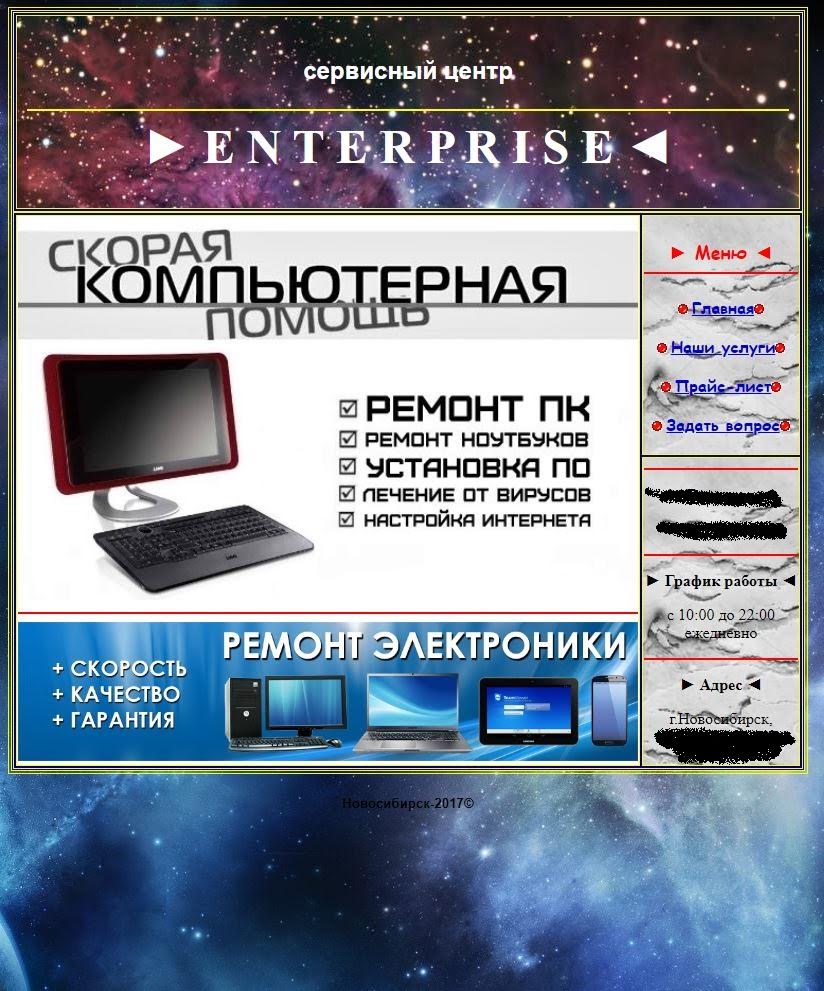 сервисный центр
►ENTERPRISE◄
СКОРАЯ
КОМПЬЮТЕРНАЯ
ПОМОЩЬ
РЕМОНТ ПК
РЕМОНТ НОУТБУКОВ
УСТАНОВКА ПО
ЛЕЧЕНИЕ ОТ ВИРУСОВ
НАСТРОЙКА ИНТЕРНЕТА
РЕМОНТ ЭЛЕКТРОНИКИ
+ СКОРОСТЬ
+ КАЧЕСТВО
+ ГАРАНТИЯ
► Меню ◄
Главная
Наши услуги
Прайс-лист
Задать вопрос
► График работы ◄
с 10:00 до 22:00
ежедневно
► Адрес ◄
г.Новосибирск,
Новосибирск-2017©